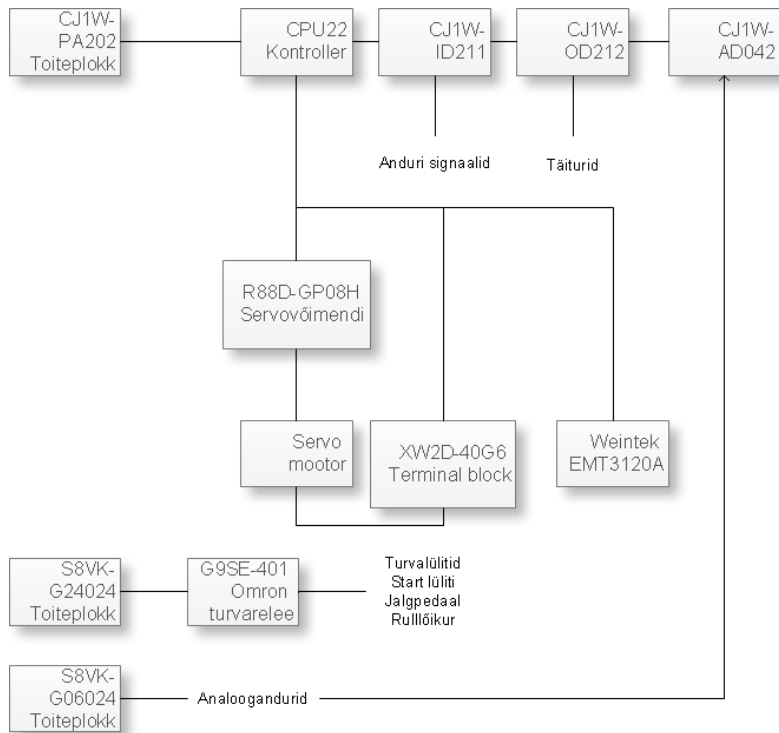 CJ1W-
PA202
Toiteplokk
CPU22
Kontroller
CJ1W-
ID211
CJ1W-
OD212
CJ1W-
AD042
Anduri signaalid
Täiturid
R88D-GP08H
Servovõimendi
Servo
mootor
XW2D-40G6
Terminal block
Weintek
EMT3120A
S8VK-
G24024
Toiteplokk
G9SE-401
Omron
turvarelee
Turvalülitid
Start lüliti
Jalgpedaal
Rulllõikur
S8VK-
G06024
Toiteplokk
Analoogandurid